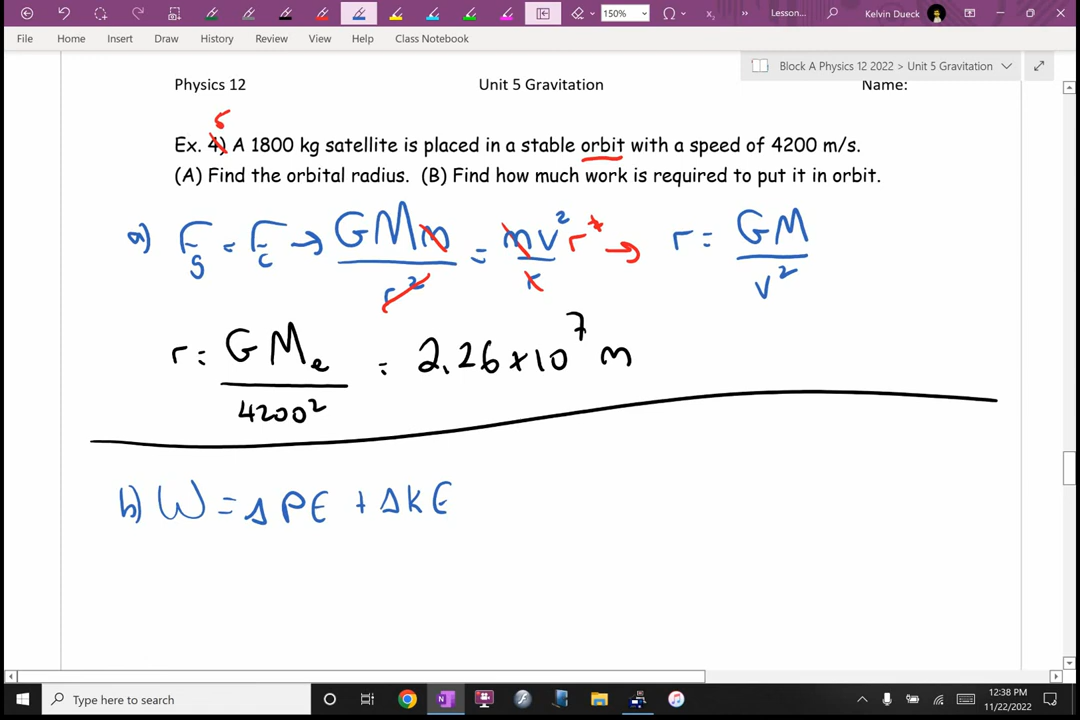 150% Lesson... Kelvin Dueck
File Home Insert Draw History Review View Help Class Notebook
Block A Physics 12 2022 > Unit 5 Gravitation
Physics 12 Unit 5 Gravitation Name:
5
Ex. 4) A 1800 kg satellite is placed in a stable orbit with a speed of 4200 m/s.
(A) Find the orbital radius. (B) Find how much work is required to put it in orbit.
a) Fg = Fc → GMm/r² = mv²/r r² → r = GM/v²
r = GMe/4200² = 2.26 × 10⁷ m
b) W = ΔPE + ΔKE
Type here to search
12:38 PM
11/22/2022